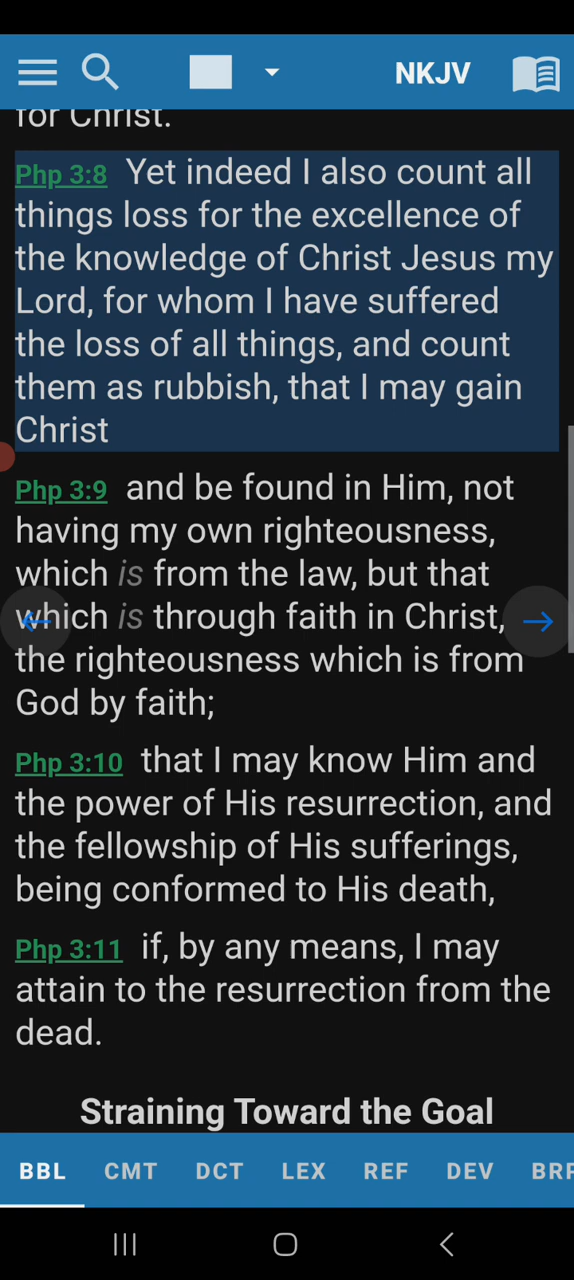 NKJV
for Christ.
Php 3:8 Yet indeed I also count all
things loss for the excellence of
the knowledge of Christ Jesus my
Lord, for whom I have suffered
the loss of all things, and count
them as rubbish, that I may gain
Christ
Php 3:9 and be found in Him, not
having my own righteousness,
which is from the law, but that
which is through faith in Christ,
the righteousness which is from
God by faith;
Php 3:10 that I may know Him and
the power of His resurrection, and
the fellowship of His sufferings,
being conformed to His death,
Php 3:11 if, by any means, I may
attain to the resurrection from the
dead.
Straining Toward the Goal
BBL CMT DCT LEX REF DEV BRP